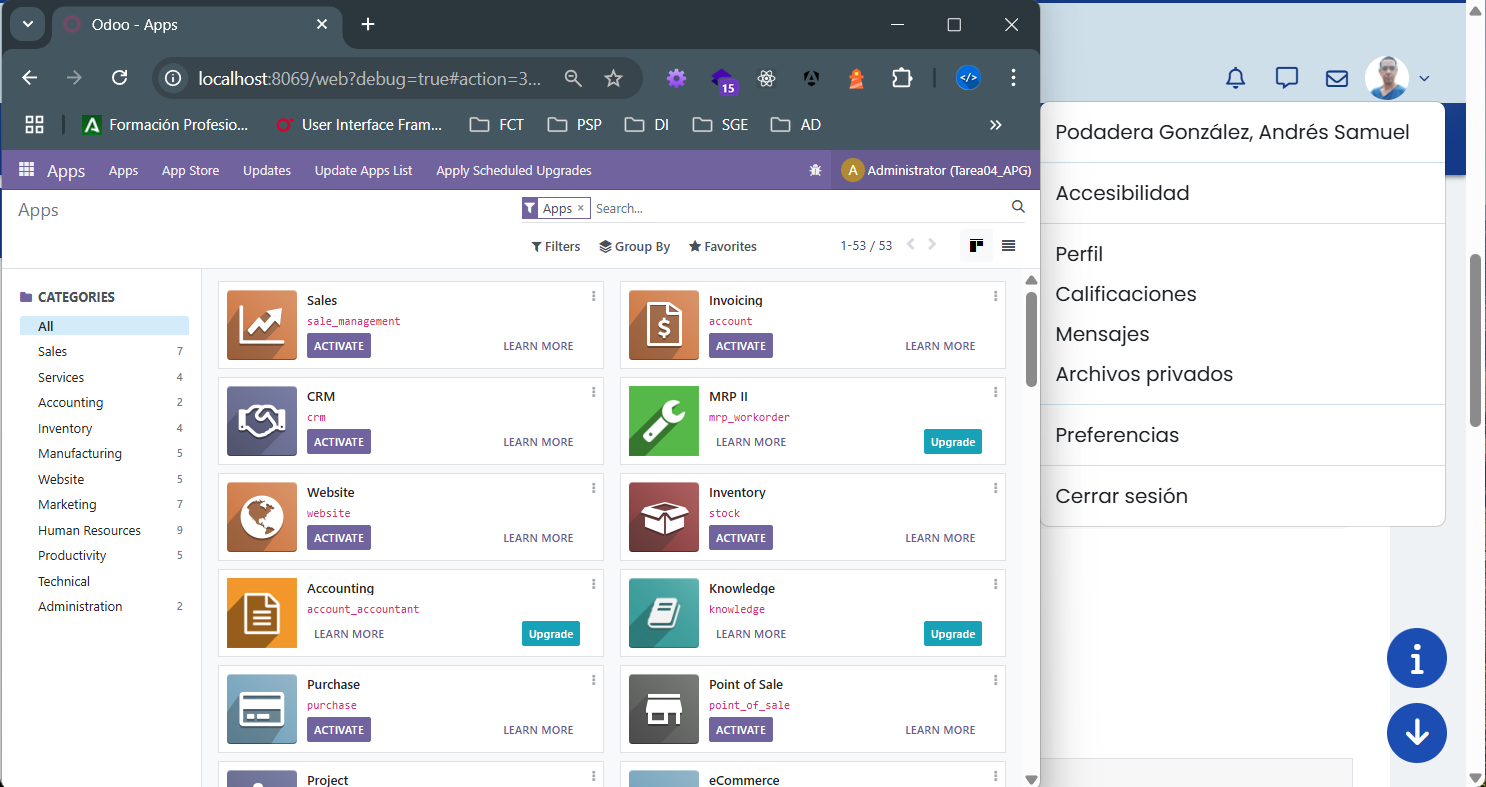 Odoo - Apps
localhost:8069/web?debug=true#action=3...
15
Formación Profesio...
User Interface Fram...
FCT
PSP
DI
SGE
AD
Apps
Apps
App Store
Updates
Update Apps List
Apply Scheduled Upgrades
A
Administrator (Tarea04_APG)
Apps
Apps ×
Search...
Filters
Group By
Favorites
1-53 / 53
CATEGORIES
All
Sales 7
Services 4
Accounting 2
Inventory 4
Manufacturing 5
Website 5
Marketing 7
Human Resources 9
Productivity 5
Technical
Administration 2
Sales
sale_management
ACTIVATE
LEARN MORE
Invoicing
account
ACTIVATE
LEARN MORE
CRM
crm
ACTIVATE
LEARN MORE
MRP II
mrp_workorder
LEARN MORE
Upgrade
Website
website
ACTIVATE
LEARN MORE
Inventory
stock
ACTIVATE
LEARN MORE
Accounting
account_accountant
LEARN MORE
Upgrade
Knowledge
knowledge
LEARN MORE
Upgrade
Purchase
purchase
ACTIVATE
LEARN MORE
Point of Sale
point_of_sale
ACTIVATE
LEARN MORE
Project
eCommerce
Podadera González, Andrés Samuel
Accesibilidad
Perfil
Calificaciones
Mensajes
Archivos privados
Preferencias
Cerrar sesión